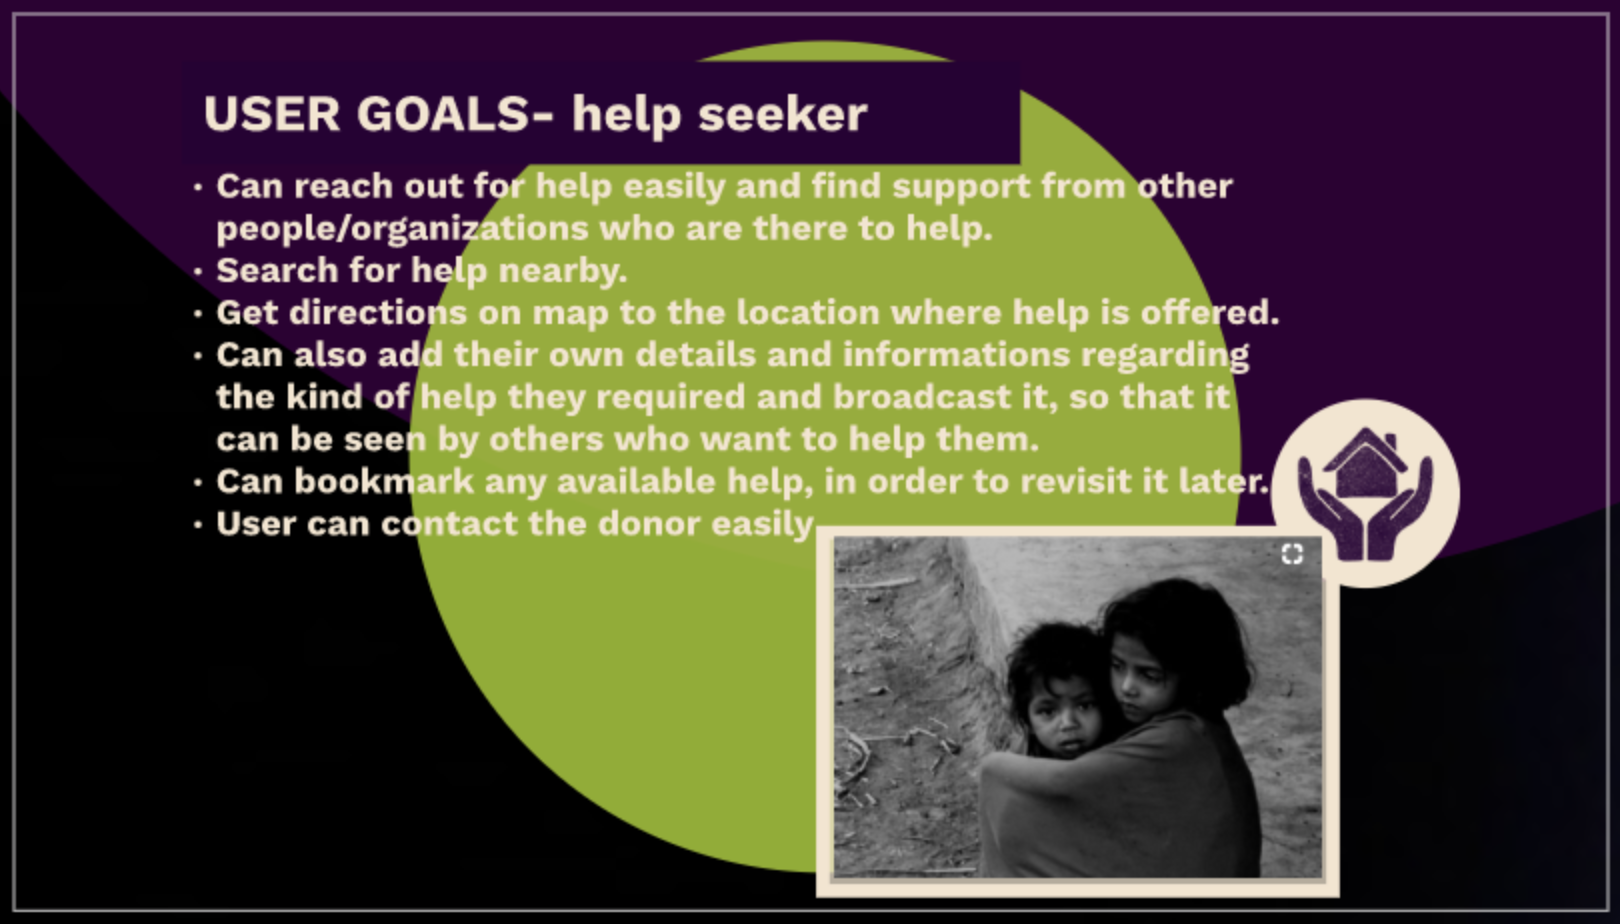 USER GOALS- help seeker
· Can reach out for help easily and find support from other
people/organizations who are there to help.
· Search for help nearby.
· Get directions on map to the location where help is offered.
· Can also add their own details and informations regarding
the kind of help they required and broadcast it, so that it
can be seen by others who want to help them.
· Can bookmark any available help, in order to revisit it later.
· User can contact the donor easily